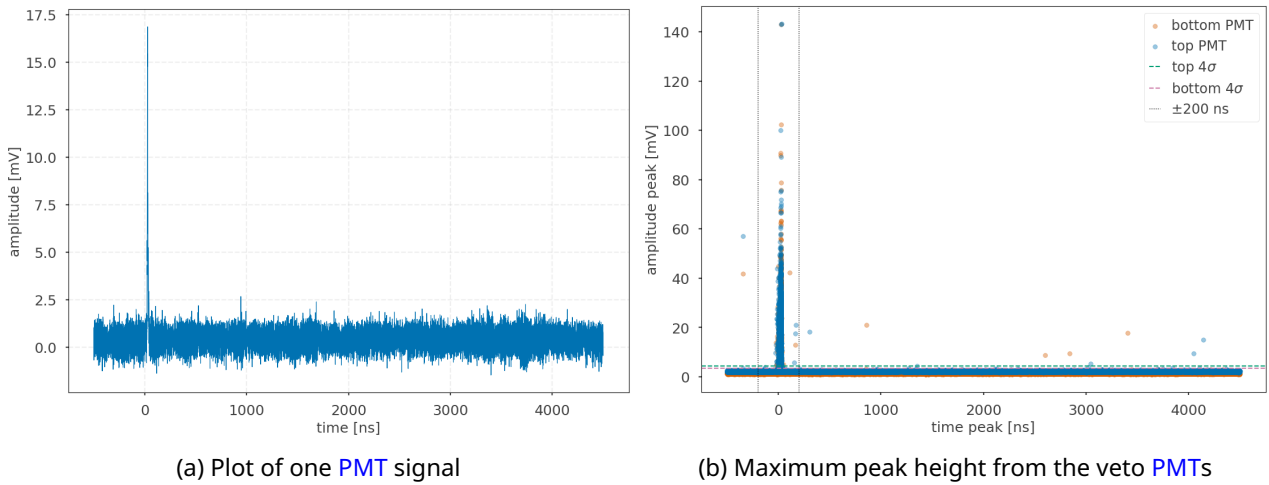 17.5
15.0
12.5
10.0
7.5
5.0
2.5
0.0
amplitude [mV]
0
1000
2000
3000
4000
time [ns]
(a) Plot of one PMT signal
140
120
100
80
60
40
20
0
amplitude peak [mV]
bottom PMT
top PMT
top 4σ
bottom 4σ
±200 ns
0
1000
2000
3000
4000
time peak [ns]
(b) Maximum peak height from the veto PMTs